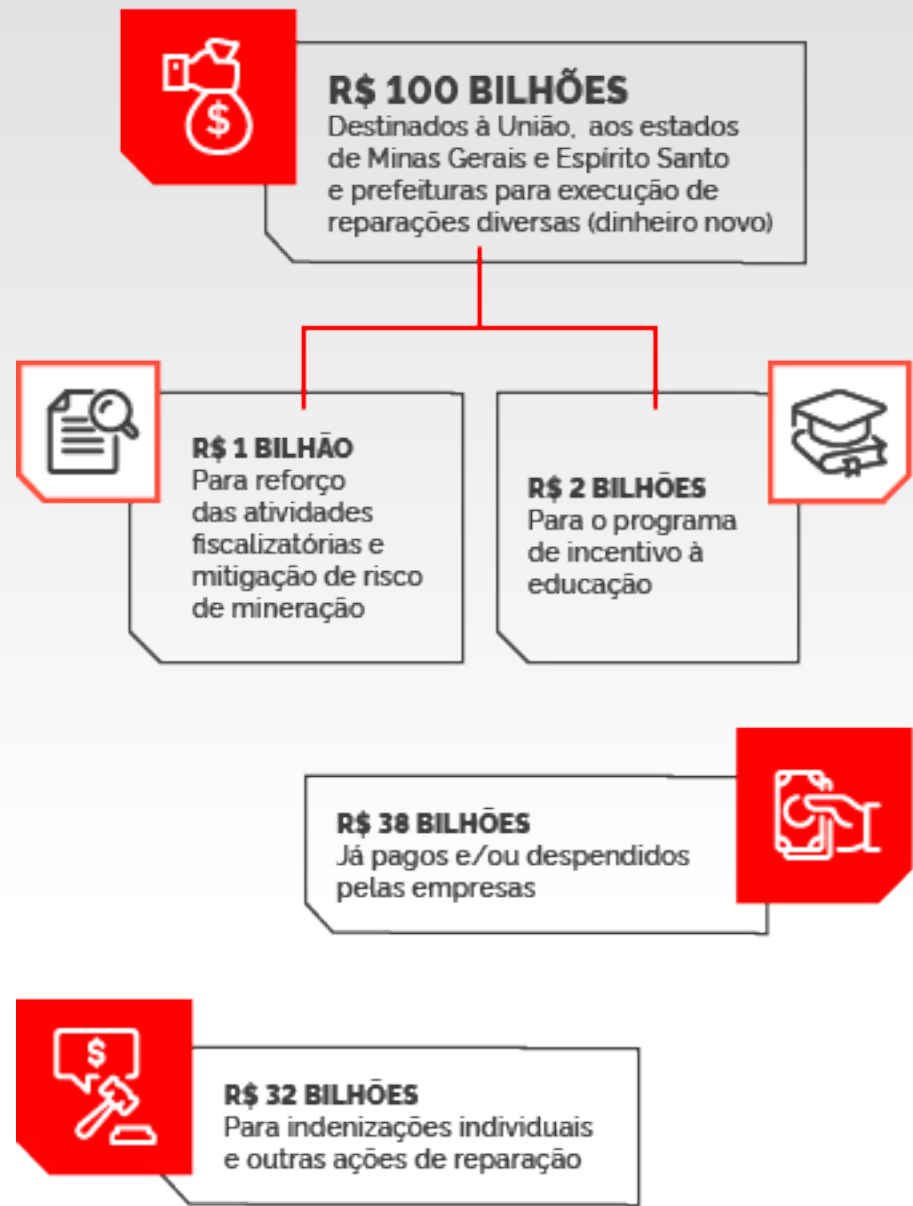 R$ 100 BILHÕES
Destinados à União, aos estados
de Minas Gerais e Espírito Santo
e prefeituras para execução de
reparações diversas (dinheiro novo)
R$ 1 BILHÃO
Para reforço
das atividades
fiscalizatórias e
mitigação de risco
de mineração
R$ 2 BILHÕES
Para o programa
de incentivo à
educação
R$ 38 BILHÕES
Já pagos e/ou despendidos
pelas empresas
R$ 32 BILHÕES
Para indenizações individuais
e outras ações de reparação